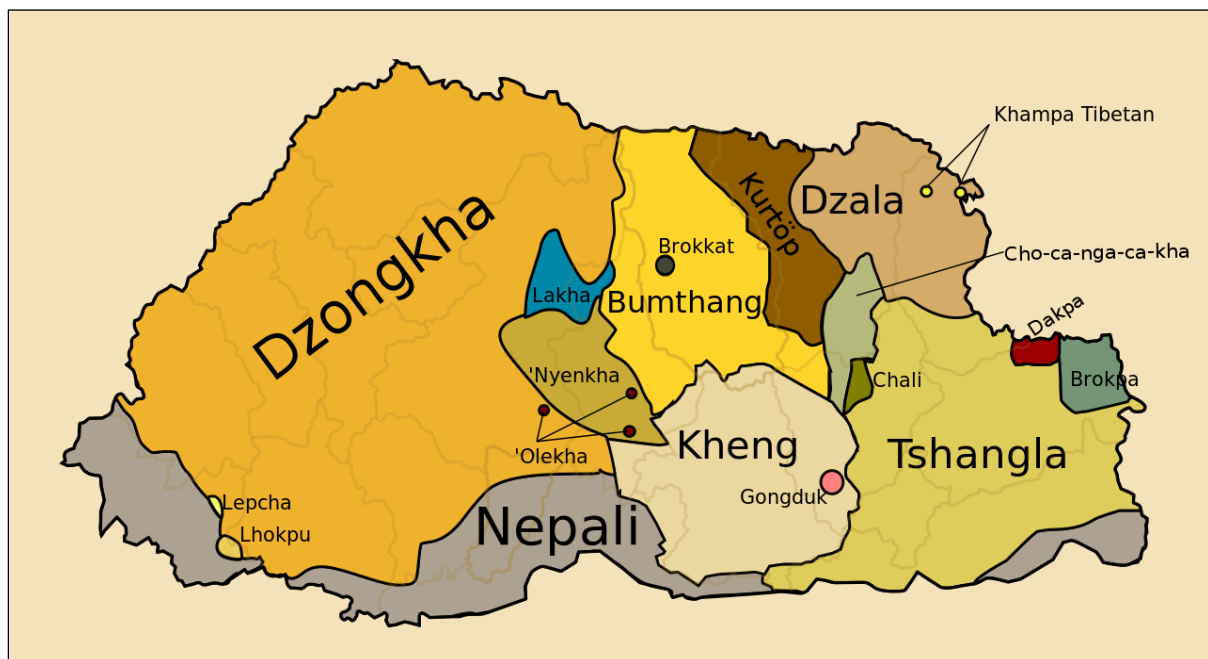 Khampa Tibetan
Dzongkha
Kurtöp
Dzala
Brokkat
Cho-ca-nga-ca-kha
Lakha
Bumthang
Dakpa
'Nyenkha
Chali
Brokpa
'Olekha
Kheng
Tshangla
Gongduk
Lepcha
Nepali
Lhokpu